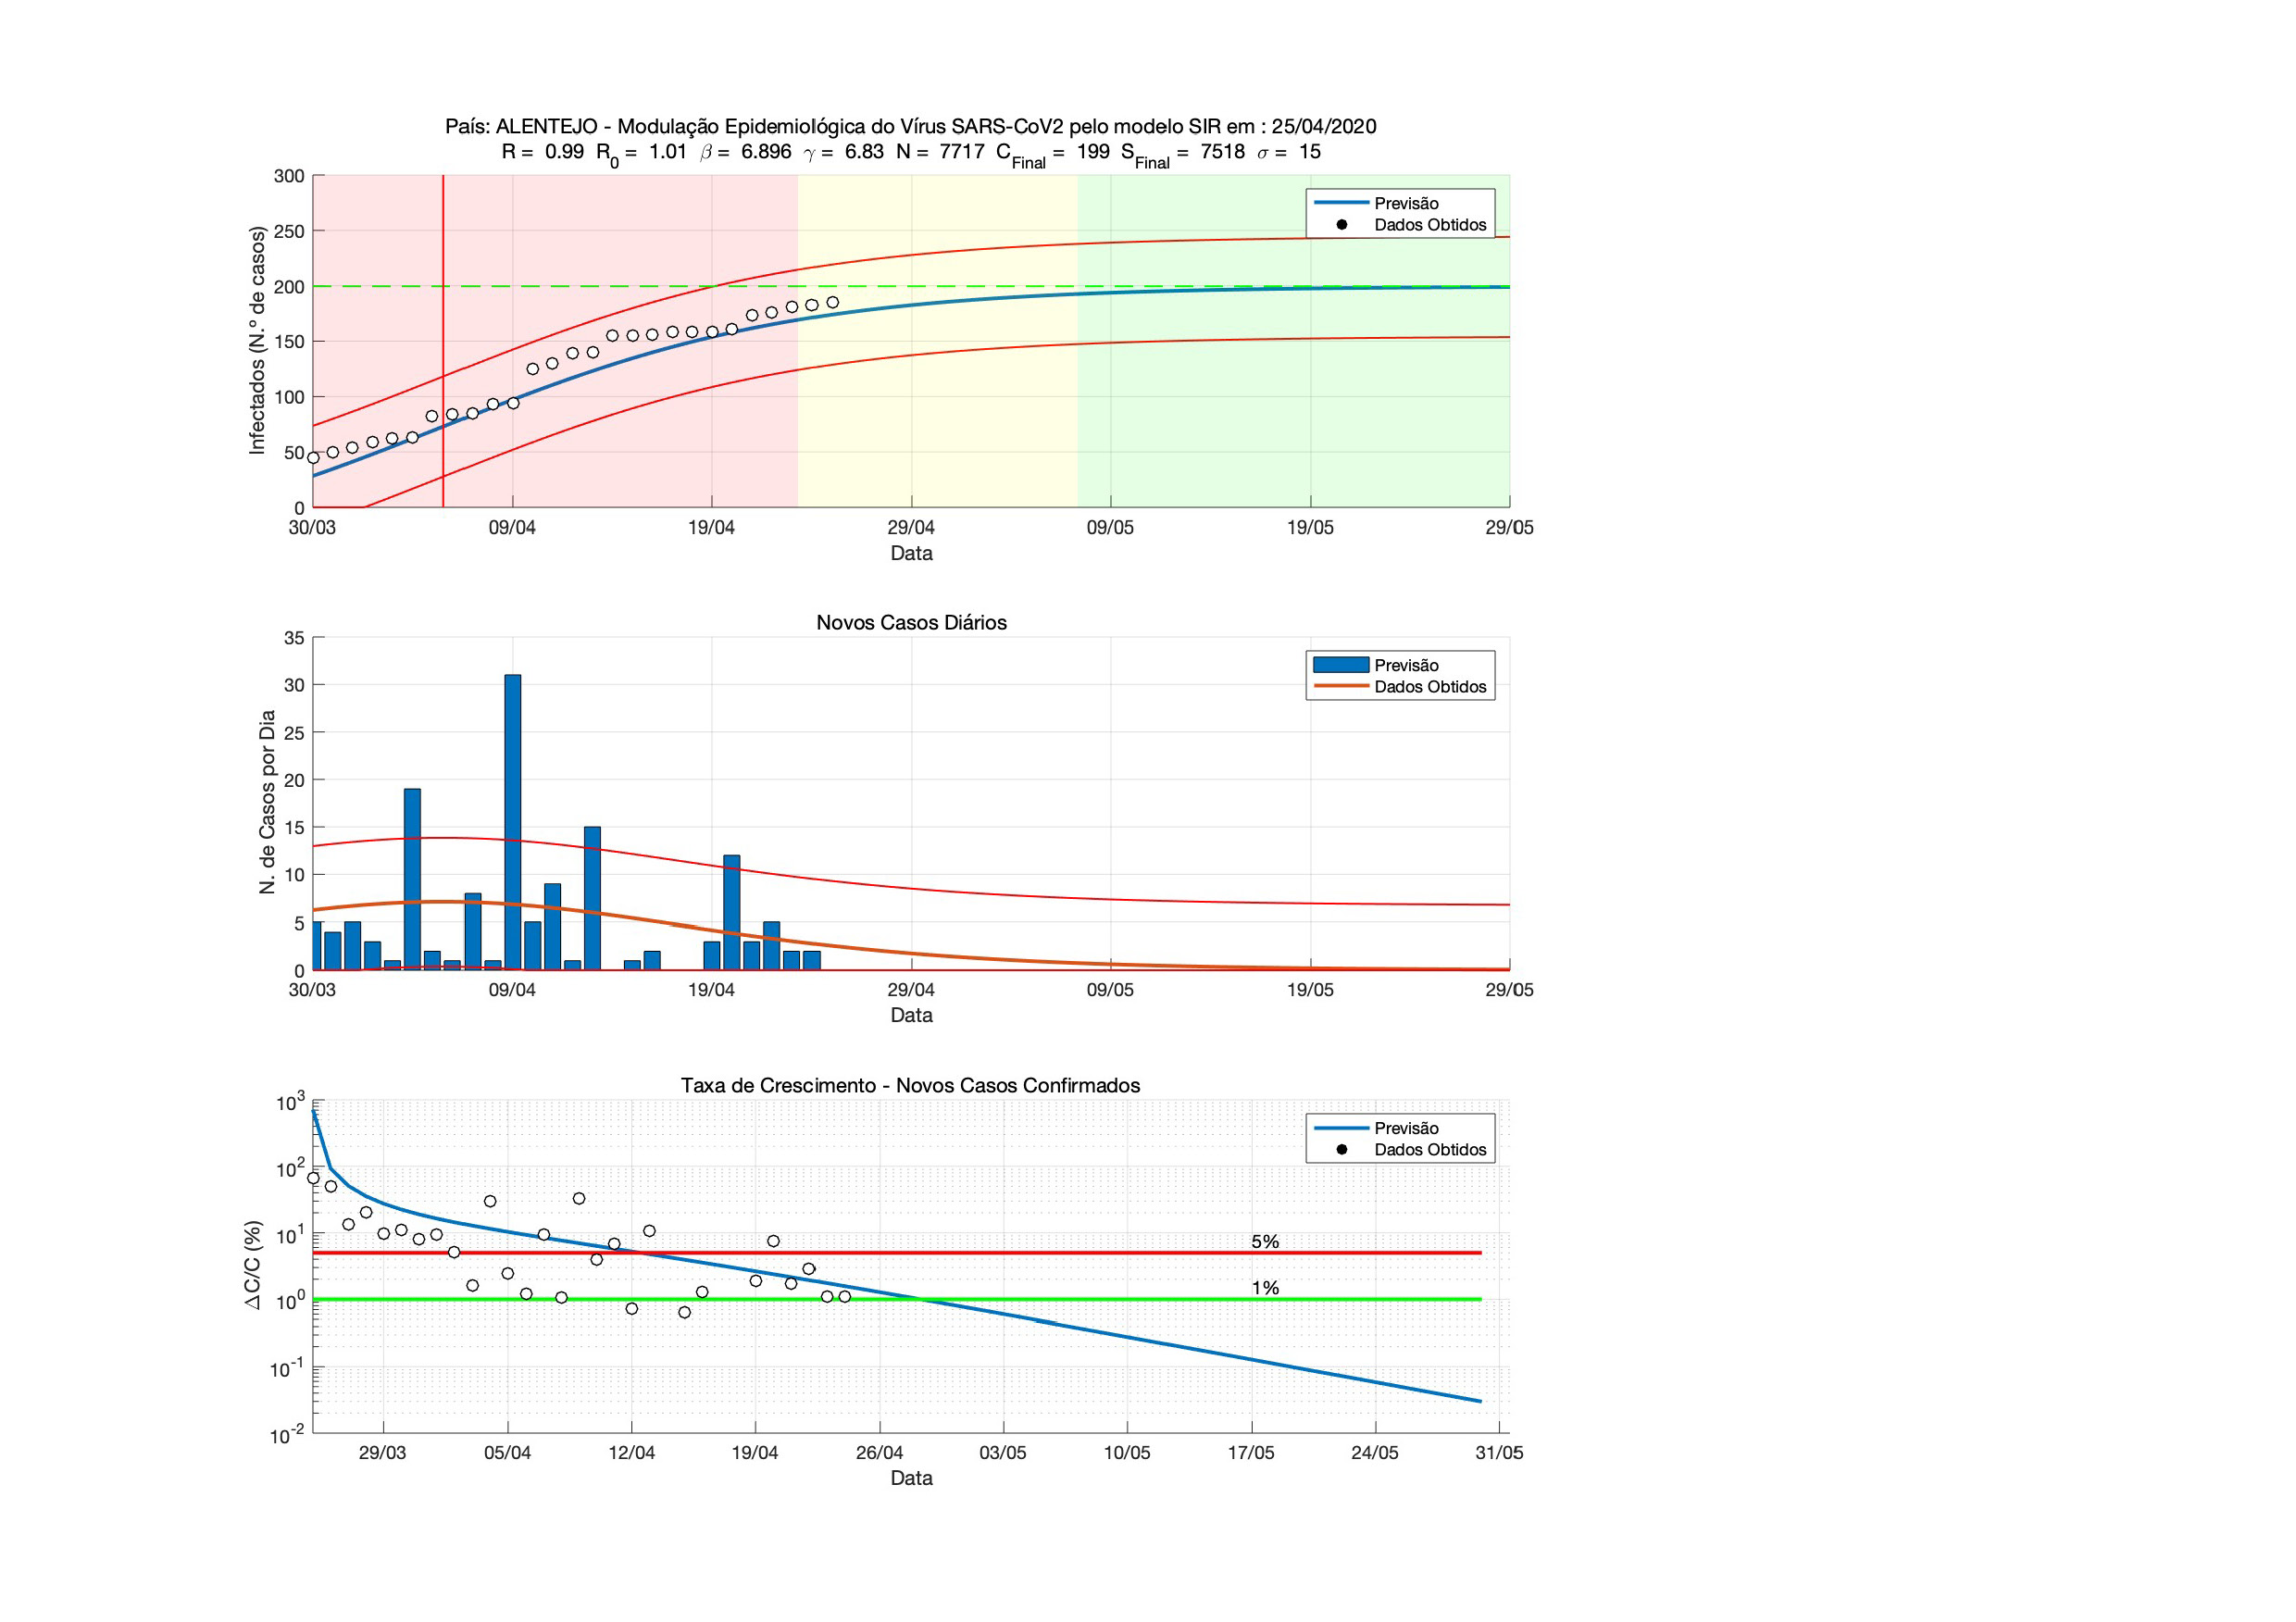 País: ALENTEJO - Modulação Epidemiológica do Vírus SARS-CoV2 pelo modelo SIR em : 25/04/2020
R = 0.99 R0 = 1.01 β = 6.896 γ = 6.83 N = 7717 CFinal = 199 SFinal = 7518 σ = 15
Infectados (N.º de casos)
300
250
200
150
100
50
0
Previsão
Dados Obtidos
30/03 09/04 19/04 29/04 09/05 19/05 29/05
Data
Novos Casos Diários
N. de Casos por Dia
35
30
25
20
15
10
5
0
Previsão
Dados Obtidos
30/03 09/04 19/04 29/04 09/05 19/05 29/05
Data
Taxa de Crescimento - Novos Casos Confirmados
ΔC/C (%)
10^3
10^2
10^1
10^0
10^-1
10^-2
Previsão
Dados Obtidos
5%
1%
29/03 05/04 12/04 19/04 26/04 03/05 10/05 17/05 24/05 31/05
Data